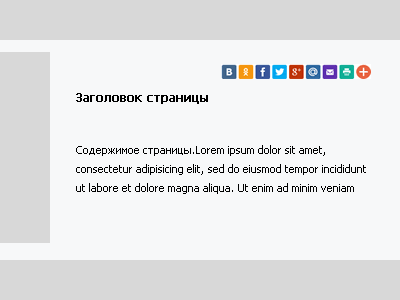 Заголовок страницы
Содержимое страницы.Lorem ipsum dolor sit amet,
consectetur adipisicing elit, sed do eiusmod tempor incididunt
ut labore et dolore magna aliqua. Ut enim ad minim veniam